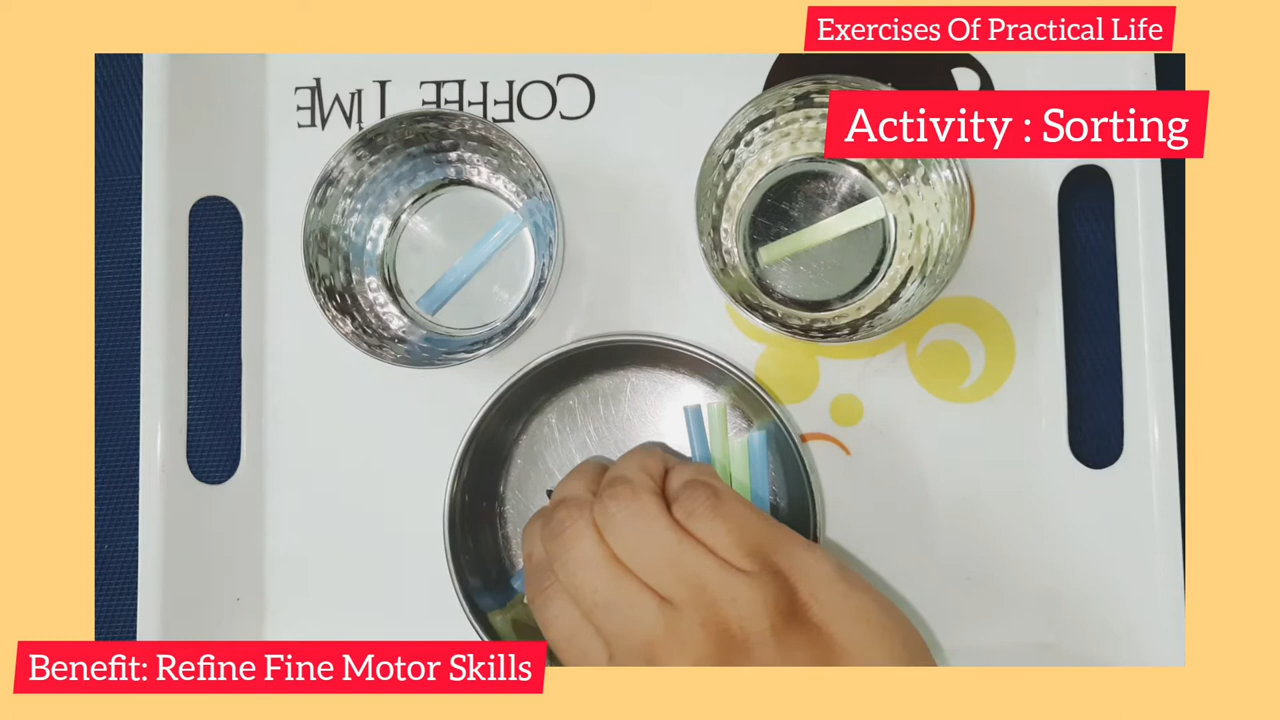 Exercises Of Practical Life
COFFEE TIME
Activity : Sorting
Benefit: Refine Fine Motor Skills